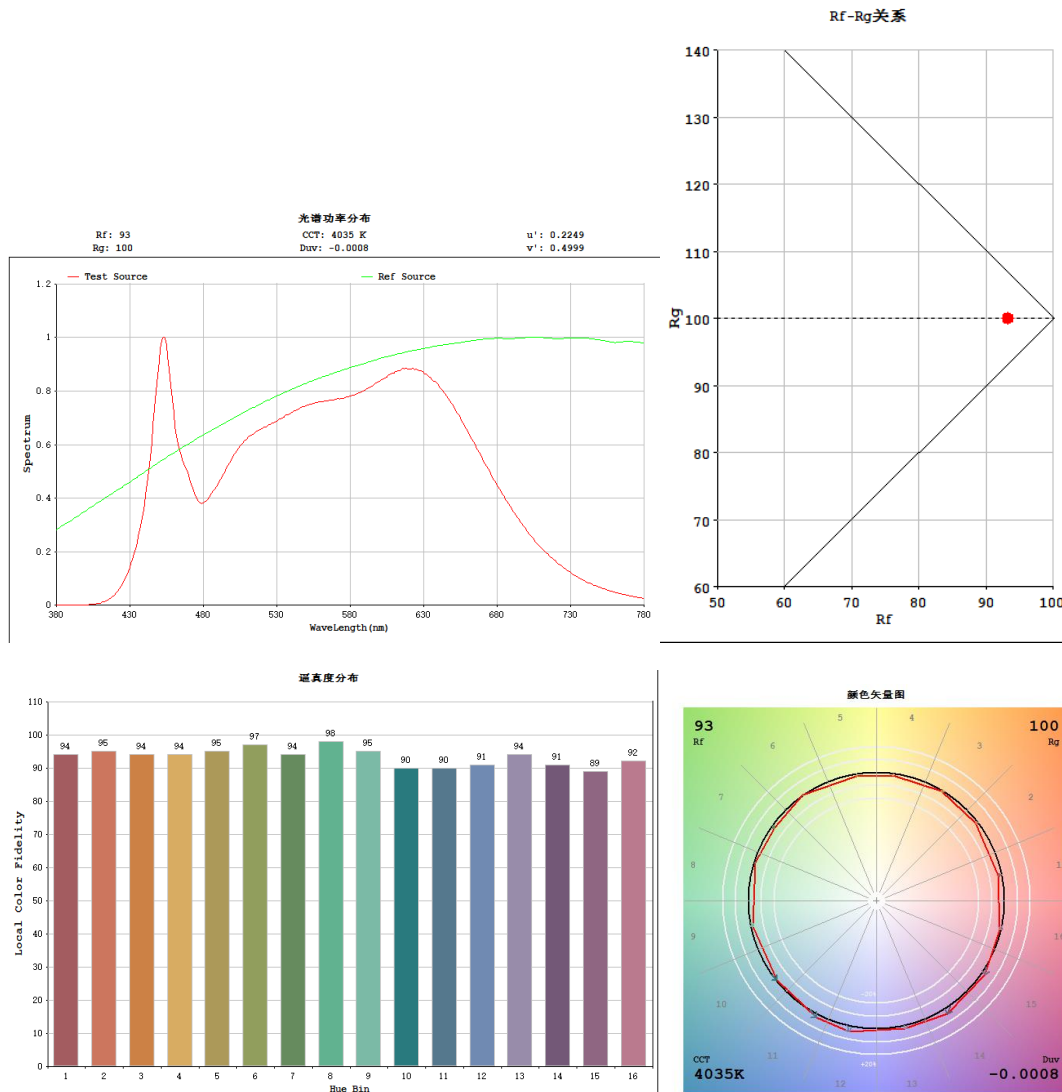 Rf-Rg关系
140
130
120
110
100
90
80
70
60
Rg
50 60 70 80 90 100
Rf
光谱功率分布
Rf: 93 CCT: 4035 K u': 0.2249
Rg: 100 Duv: -0.0008 v': 0.4999
Test Source Ref Source
1.2
1
0.8
0.6
0.4
0.2
0
Spectrum
380 430 480 530 580 630 680 730 780
WaveLength(nm)
逼真度分布
110
100
90
80
70
60
50
40
30
20
10
0
Local Color Fidelity
94 95 94 94 95 97 94 98 95 90 90 91 94 91 89 92
1 2 3 4 5 6 7 8 9 10 11 12 13 14 15 16
Hue Bin
颜色矢量图
93 100
Rf Rg
5 4
6 3
7 2
8 1
9 16
10 15
11 14
12 13
-20%
+20%
CCT Duv
4035K -0.0008